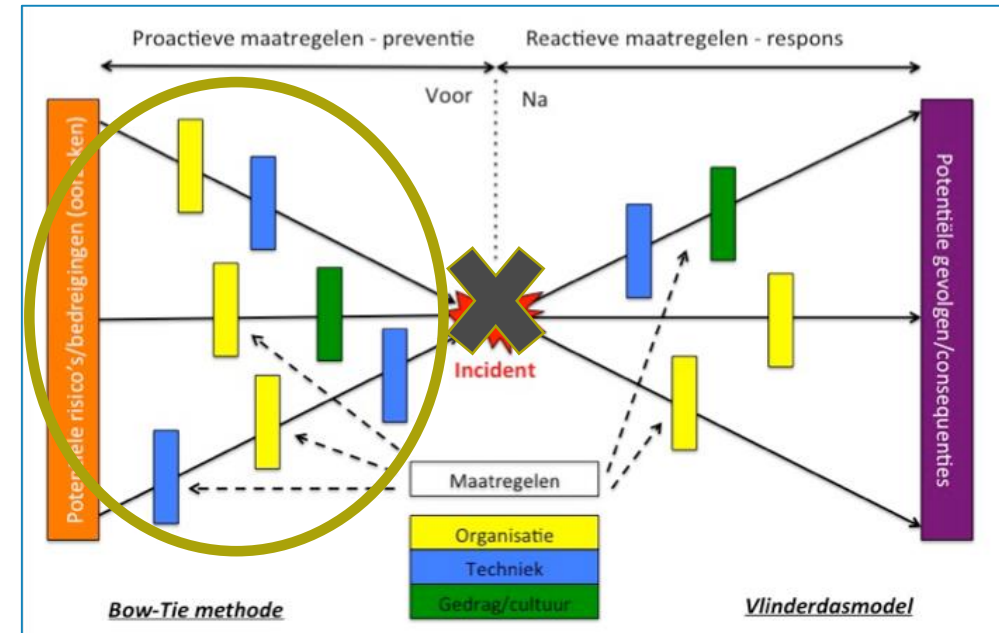 Proactieve maatregelen - preventie
Reactieve maatregelen - respons
Voor
Na
Potentiële risico's/bedreigingen (oorzaken)
Incident
Potentiële gevolgen/consequenties
Maatregelen
Organisatie
Techniek
Gedrag/cultuur
Bow-Tie methode
Vlinderdasmodel